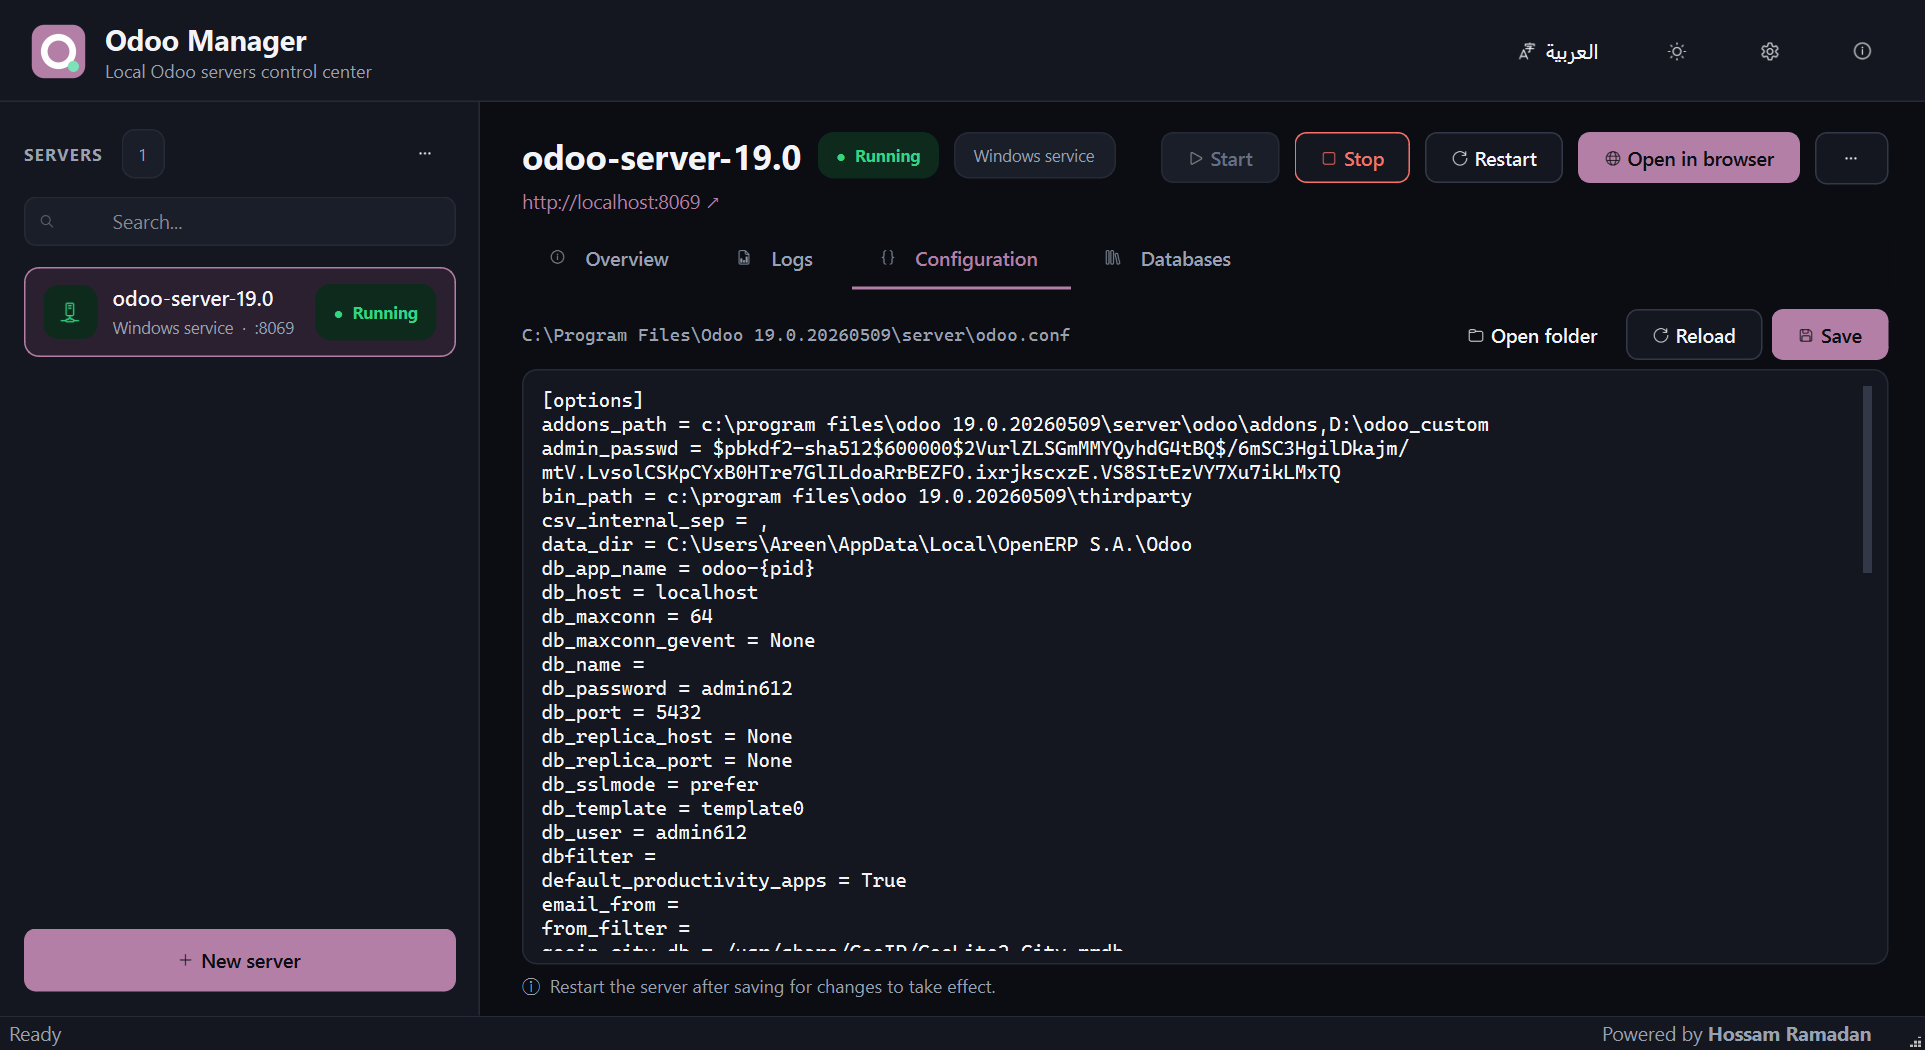 Odoo Manager
Local Odoo servers control center
العربية
SERVERS 1 ...
Search...
odoo-server-19.0
Windows service · :8069
Running
+ New server
odoo-server-19.0 Running Windows service
Start Stop Restart Open in browser ...
http://localhost:8069 ↗
Overview Logs {} Configuration Databases
C:\Program Files\Odoo 19.0.20260509\server\odoo.conf
Open folder Reload Save
[options]
addons_path = c:\program files\odoo 19.0.20260509\server\odoo\addons,D:\odoo_custom
admin_passwd = $pbkdf2-sha512$600000$2VurlZLSGmMMYQyhdG4tBQ$/6mSC3HgilDkajm/
mtV.LvsolCSKpCYxB0HTre7GlILdoaRrBEZFO.ixrjkscxzE.VS8SItEzVY7Xu7ikLMxTQ
bin_path = c:\program files\odoo 19.0.20260509\thirdparty
csv_internal_sep = ,
data_dir = C:\Users\Areen\AppData\Local\OpenERP S.A.\Odoo
db_app_name = odoo-{pid}
db_host = localhost
db_maxconn = 64
db_maxconn_gevent = None
db_name =
db_password = admin612
db_port = 5432
db_replica_host = None
db_replica_port = None
db_sslmode = prefer
db_template = template0
db_user = admin612
dbfilter =
default_productivity_apps = True
email_from =
from_filter =
geoip_city_db = /usr/share/GeoIP/GeoLite2-City.mmdb
Restart the server after saving for changes to take effect.
Ready
Powered by Hossam Ramadan